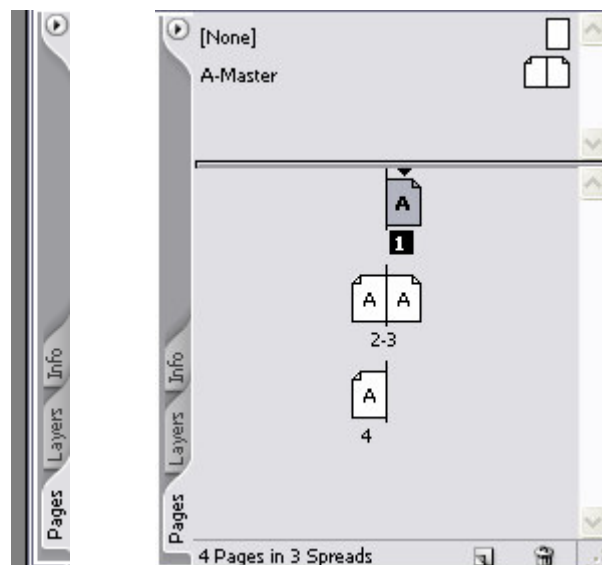 Info
Layers
Pages
[None]
A-Master
A
1
A A
2-3
A
4
Info
Layers
Pages
4 Pages in 3 Spreads